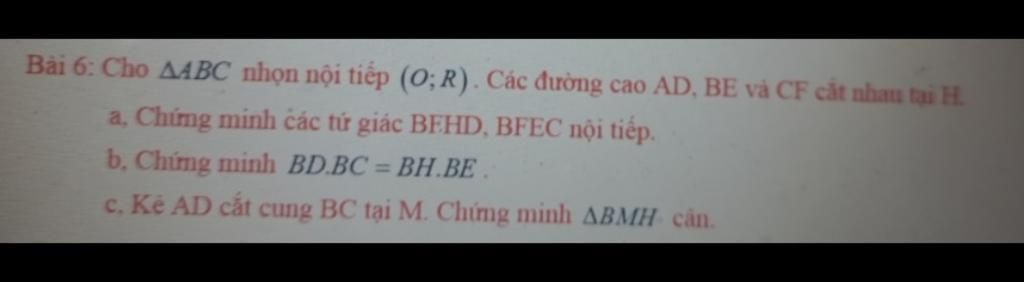 Bài 6: Cho ΔABC nhọn nội tiếp (O;R). Các đường cao AD, BE và CF cắt nhau tại H.
a, Chứng minh các tứ giác BFHD, BFEC nội tiếp.
b, Chứng minh BD.BC = BH.BE.
c, Kẻ AD cắt cung BC tại M. Chứng minh ΔBMH cân.